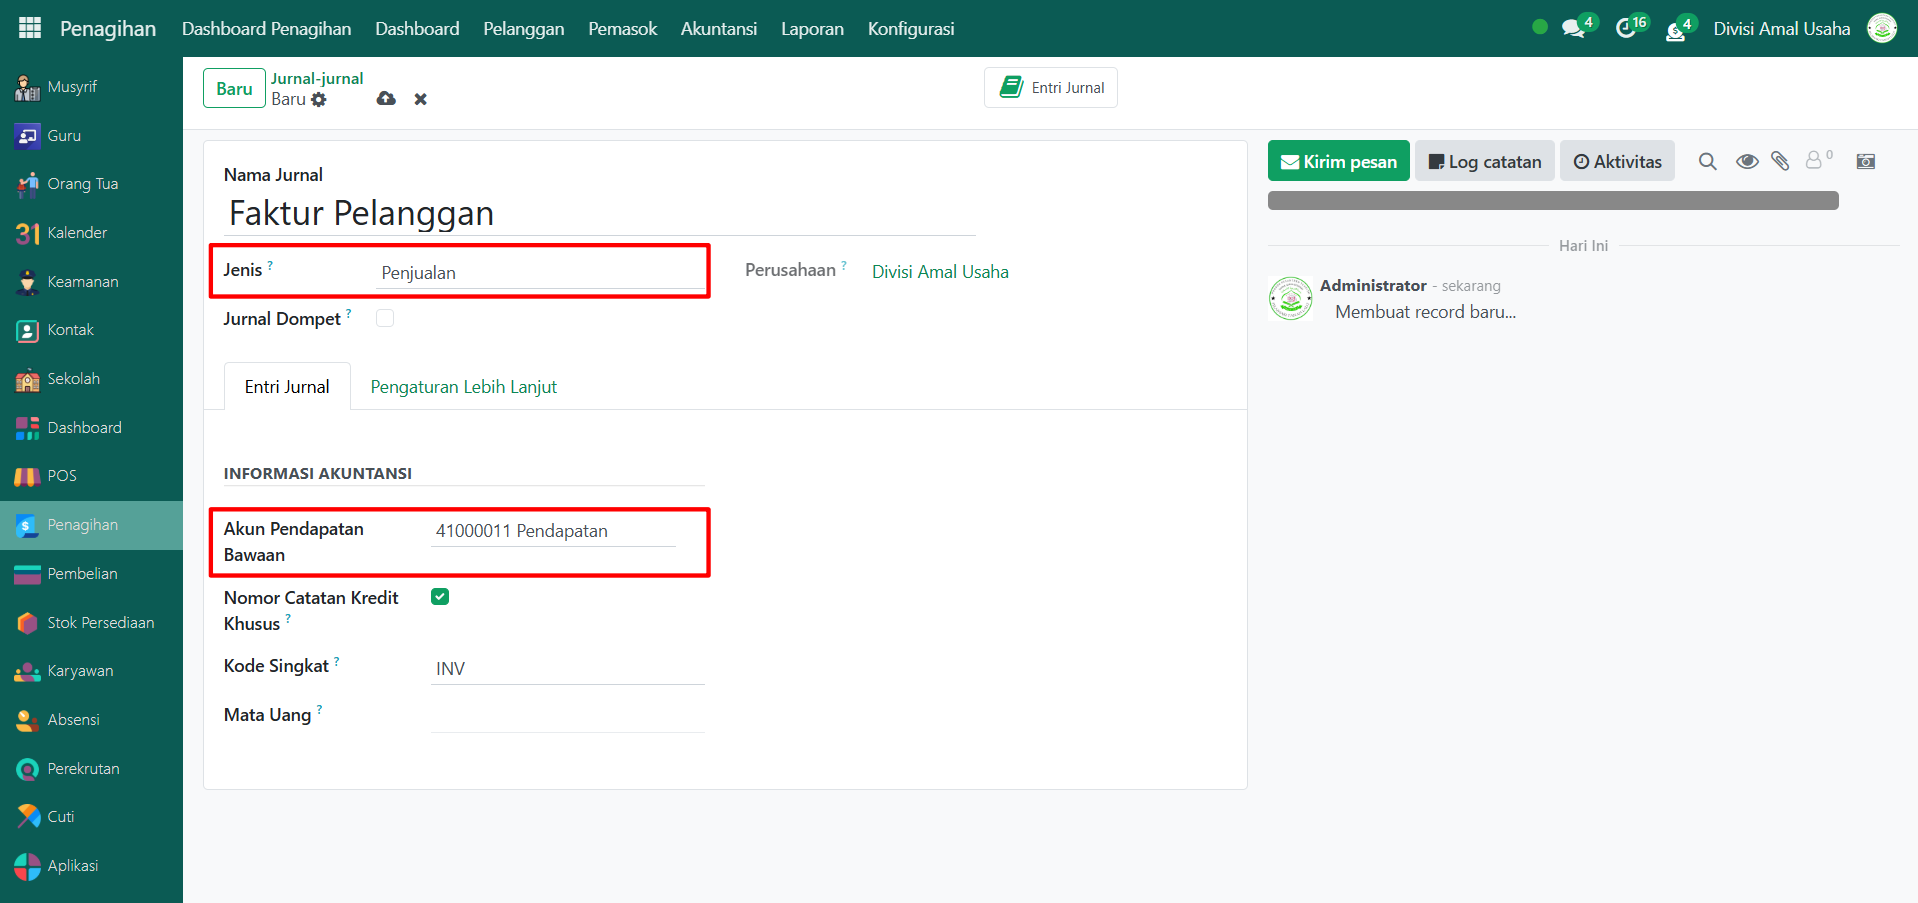 Penagihan
Dashboard Penagihan
Dashboard
Pelanggan
Pemasok
Akuntansi
Laporan
Konfigurasi
4
16
4
Divisi Amal Usaha
Musyrif
Guru
Orang Tua
31 Kalender
Keamanan
Kontak
Sekolah
Dashboard
POS
Penagihan
Pembelian
Stok Persediaan
Karyawan
Absensi
Perekrutan
Cuti
Aplikasi
Baru
Jurnal-jurnal
Baru
Entri Jurnal
Nama Jurnal
Faktur Pelanggan
Jenis ?
Penjualan
Perusahaan ?
Divisi Amal Usaha
Jurnal Dompet ?
Entri Jurnal
Pengaturan Lebih Lanjut
INFORMASI AKUNTANSI
Akun Pendapatan
Bawaan
41000011 Pendapatan
Nomor Catatan Kredit
Khusus ?
Kode Singkat ?
INV
Mata Uang ?
Kirim pesan
Log catatan
Aktivitas
0
Hari Ini
Administrator - sekarang
Membuat record baru...